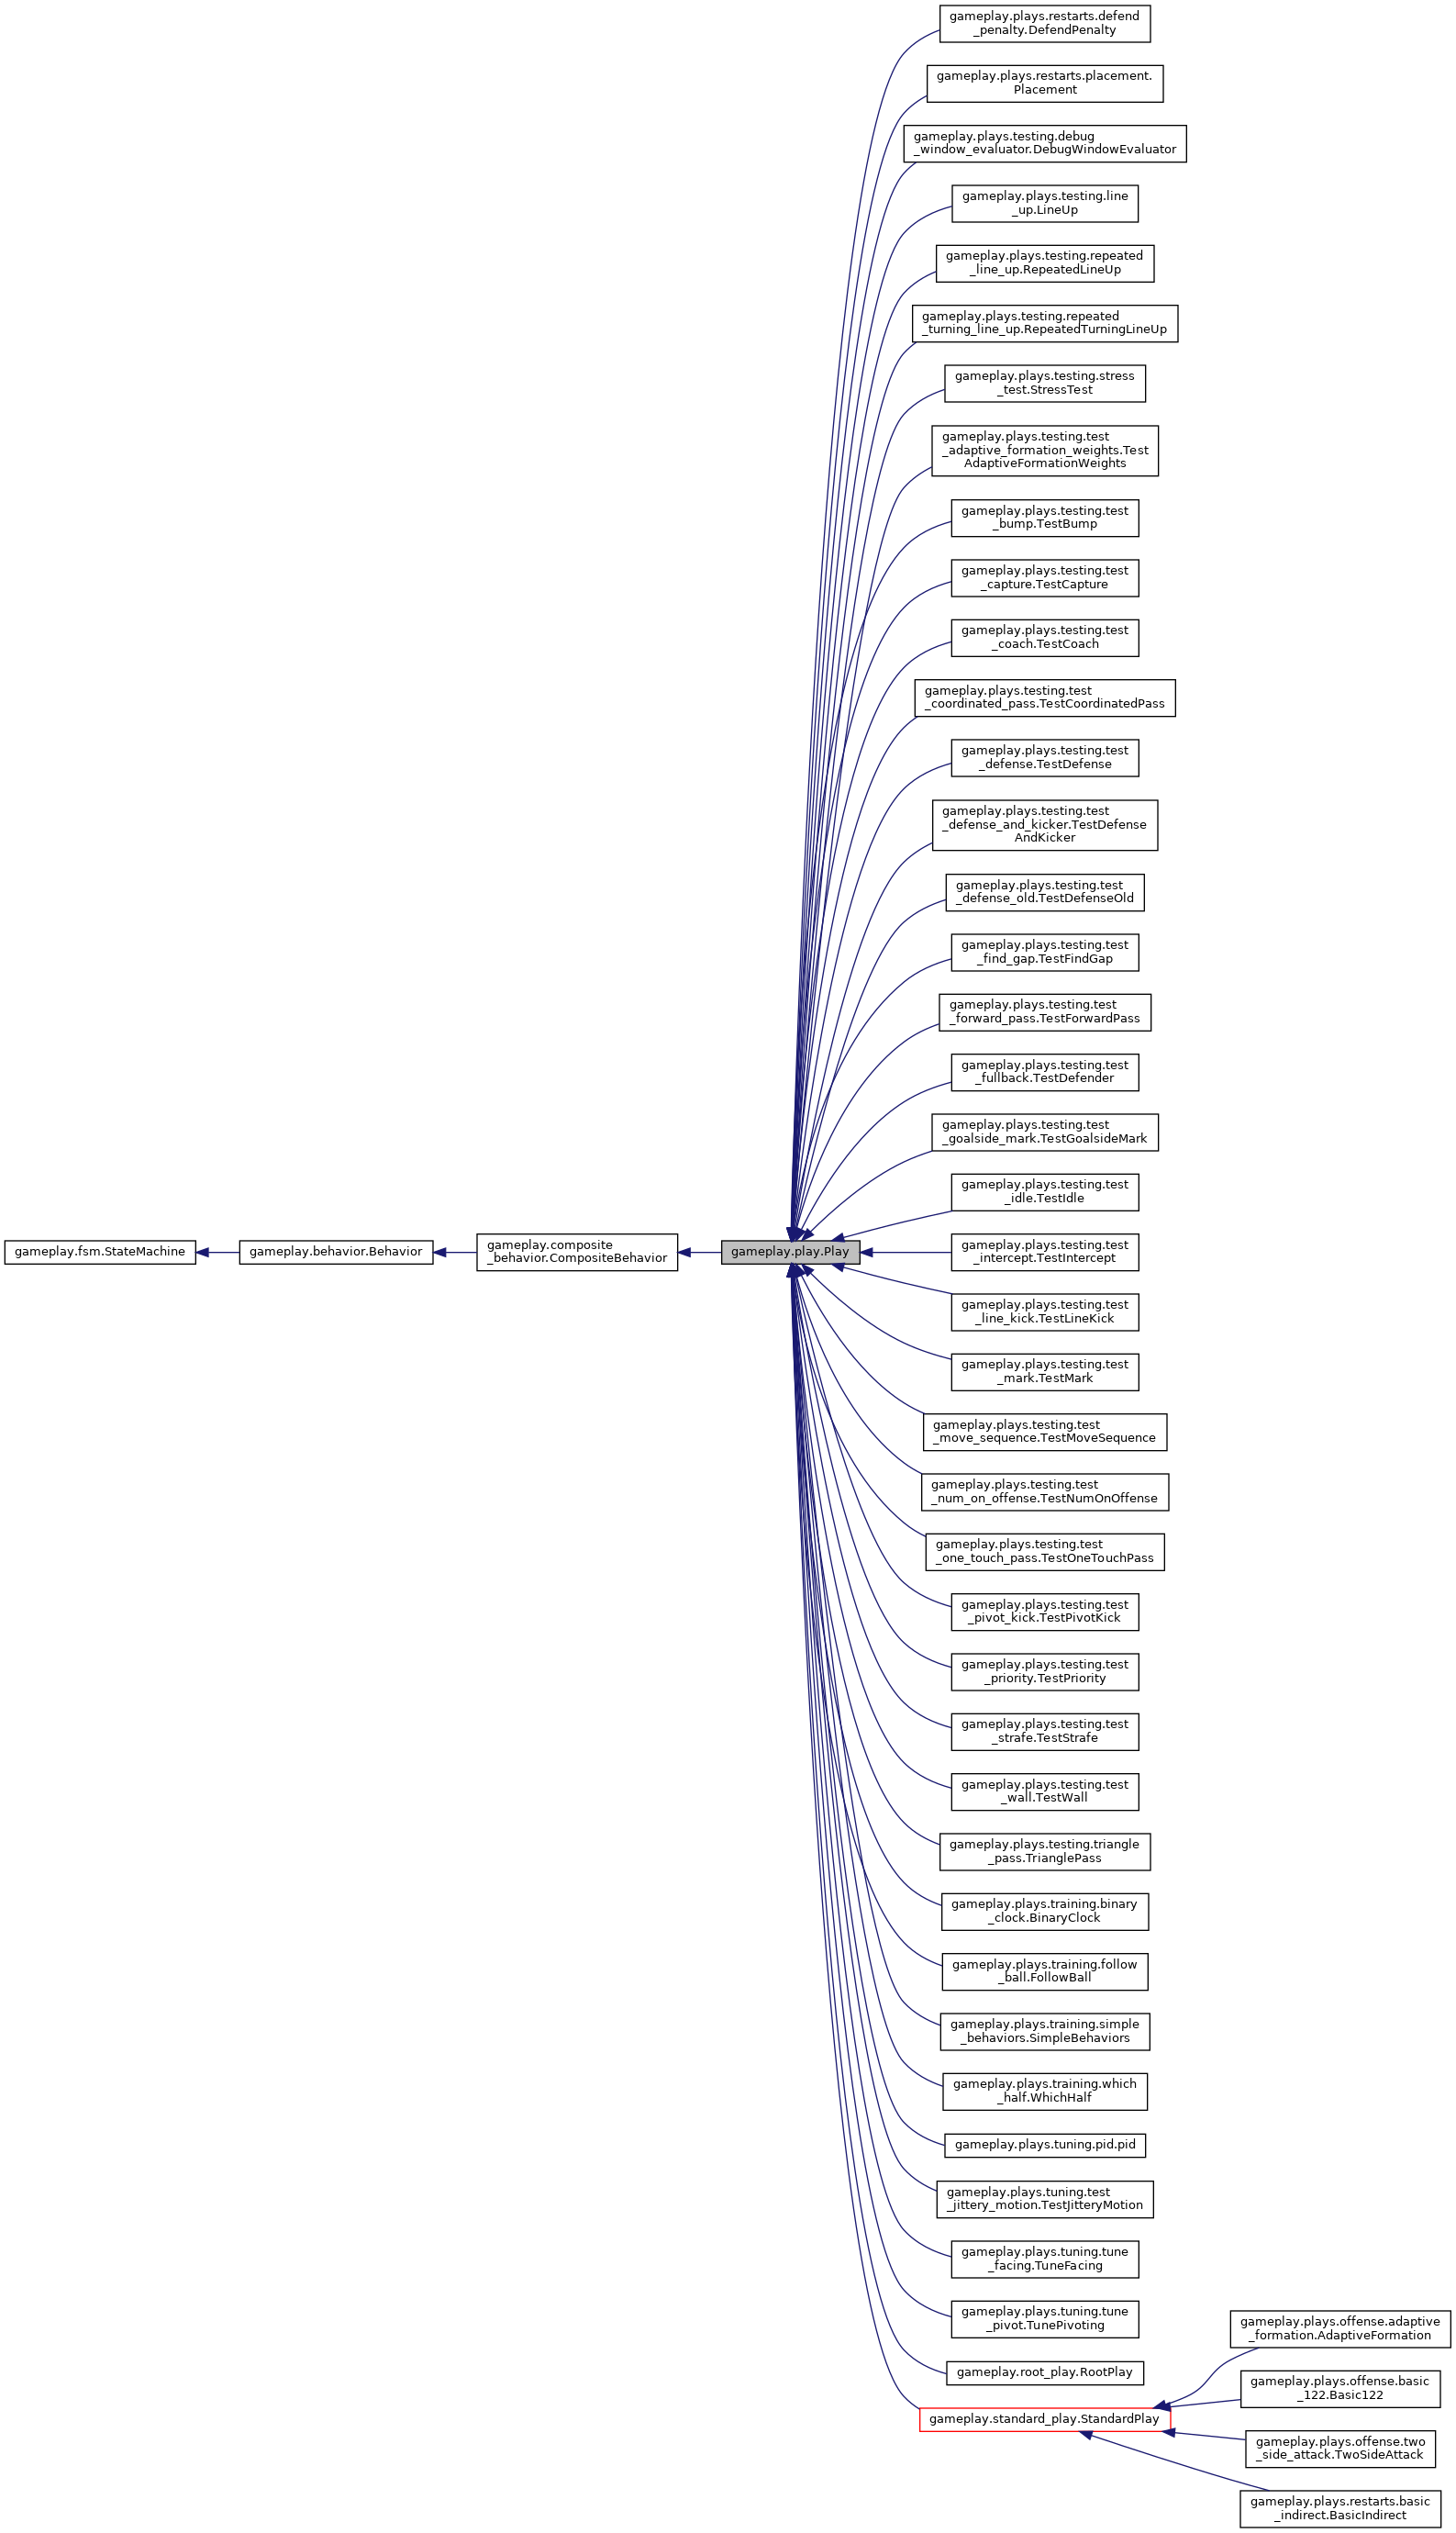 gameplay.plays.restarts.defend
_penalty.DefendPenalty
gameplay.plays.restarts.placement.
Placement
gameplay.plays.testing.debug
_window_evaluator.DebugWindowEvaluator
gameplay.plays.testing.line
_up.LineUp
gameplay.plays.testing.repeated
_line_up.RepeatedLineUp
gameplay.plays.testing.repeated
_turning_line_up.RepeatedTurningLineUp
gameplay.plays.testing.stress
_test.StressTest
gameplay.plays.testing.test
_adaptive_formation_weights.Test
AdaptiveFormationWeights
gameplay.plays.testing.test
_bump.TestBump
gameplay.plays.testing.test
_capture.TestCapture
gameplay.plays.testing.test
_coach.TestCoach
gameplay.plays.testing.test
_coordinated_pass.TestCoordinatedPass
gameplay.plays.testing.test
_defense.TestDefense
gameplay.plays.testing.test
_defense_and_kicker.TestDefense
AndKicker
gameplay.plays.testing.test
_defense_old.TestDefenseOld
gameplay.plays.testing.test
_find_gap.TestFindGap
gameplay.plays.testing.test
_forward_pass.TestForwardPass
gameplay.plays.testing.test
_fullback.TestDefender
gameplay.plays.testing.test
_goalside_mark.TestGoalsideMark
gameplay.plays.testing.test
_idle.TestIdle
gameplay.fsm.StateMachine
gameplay.behavior.Behavior
gameplay.composite
_behavior.CompositeBehavior
gameplay.play.Play
gameplay.plays.testing.test
_intercept.TestIntercept
gameplay.plays.testing.test
_line_kick.TestLineKick
gameplay.plays.testing.test
_mark.TestMark
gameplay.plays.testing.test
_move_sequence.TestMoveSequence
gameplay.plays.testing.test
_num_on_offense.TestNumOnOffense
gameplay.plays.testing.test
_one_touch_pass.TestOneTouchPass
gameplay.plays.testing.test
_pivot_kick.TestPivotKick
gameplay.plays.testing.test
_priority.TestPriority
gameplay.plays.testing.test
_strafe.TestStrafe
gameplay.plays.testing.test
_wall.TestWall
gameplay.plays.testing.triangle
_pass.TrianglePass
gameplay.plays.training.binary
_clock.BinaryClock
gameplay.plays.training.follow
_ball.FollowBall
gameplay.plays.training.simple
_behaviors.SimpleBehaviors
gameplay.plays.training.which
_half.WhichHalf
gameplay.plays.tuning.pid.pid
gameplay.plays.tuning.test
_jittery_motion.TestJitteryMotion
gameplay.plays.tuning.tune
_facing.TuneFacing
gameplay.plays.tuning.tune
_pivot.TunePivoting
gameplay.root_play.RootPlay
gameplay.standard_play.StandardPlay
gameplay.plays.offense.adaptive
_formation.AdaptiveFormation
gameplay.plays.offense.basic
_122.Basic122
gameplay.plays.offense.two
_side_attack.TwoSideAttack
gameplay.plays.restarts.basic
_indirect.BasicIndirect